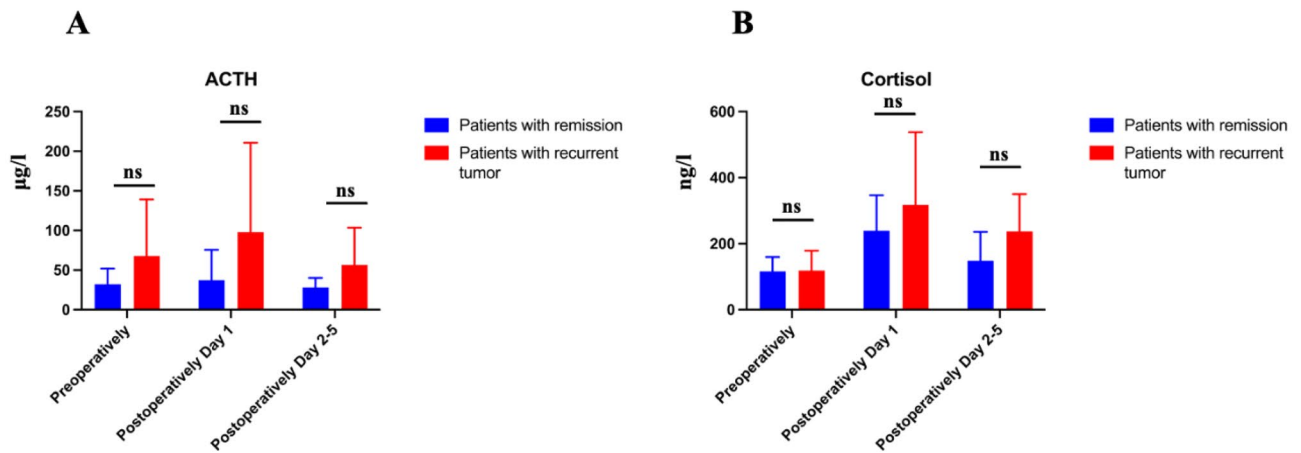 A
ACTH
µg/l
250
200
150
100
50
0
ns
ns
ns
Preoperatively
Postoperatively Day 1
Postoperatively Day 2-5
Patients with remission
Patients with recurrent
tumor
B
Cortisol
ng/l
600
400
200
0
ns
ns
ns
Preoperatively
Postoperatively Day 1
Postoperatively Day 2-5
Patients with remission
Patients with recurrent
tumor